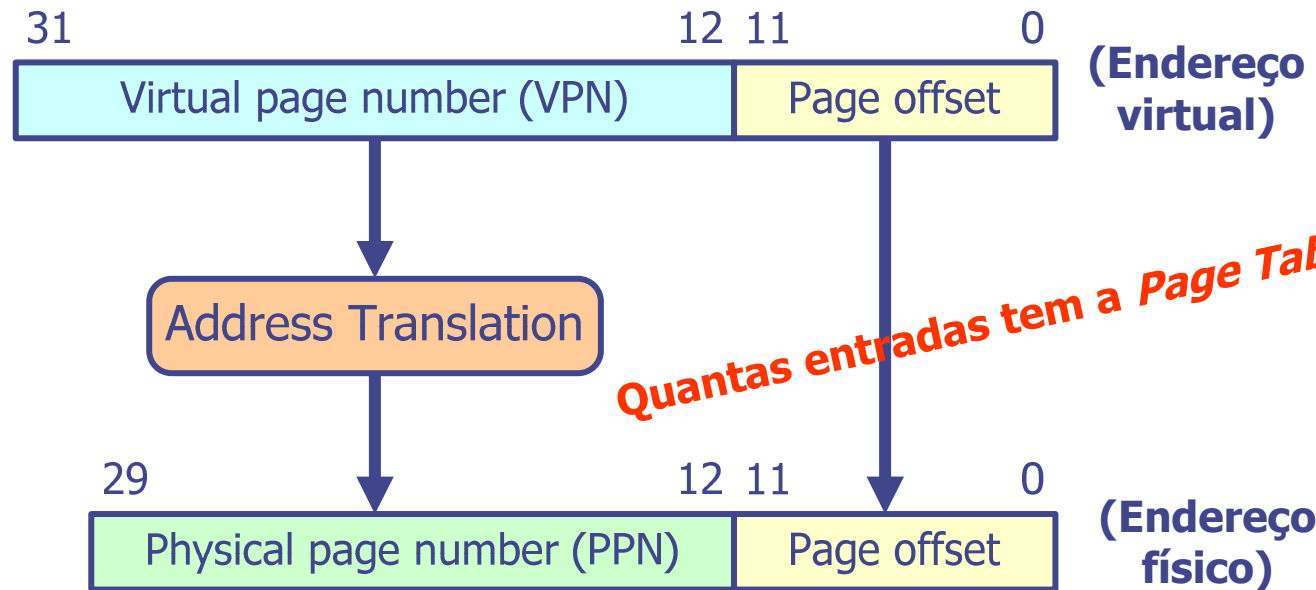 31 12 11 0
Virtual page number (VPN) Page offset
(Endereço
virtual)
Address Translation
Quantas entradas tem a Page
29 12 11 0
Physical page number (PPN) Page offset
(Endereço
físico)